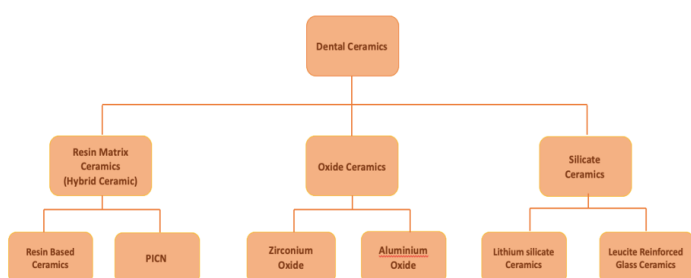 Dental Ceramics
Resin Matrix
Ceramics
(Hybrid Ceramic)
Oxide Ceramics
Silicate
Ceramics
Resin Based
Ceramics
PICN
Zirconium
Oxide
Aluminium
Oxide
Lithium silicate
Ceramics
Leucite Reinforced
Glass Ceramics